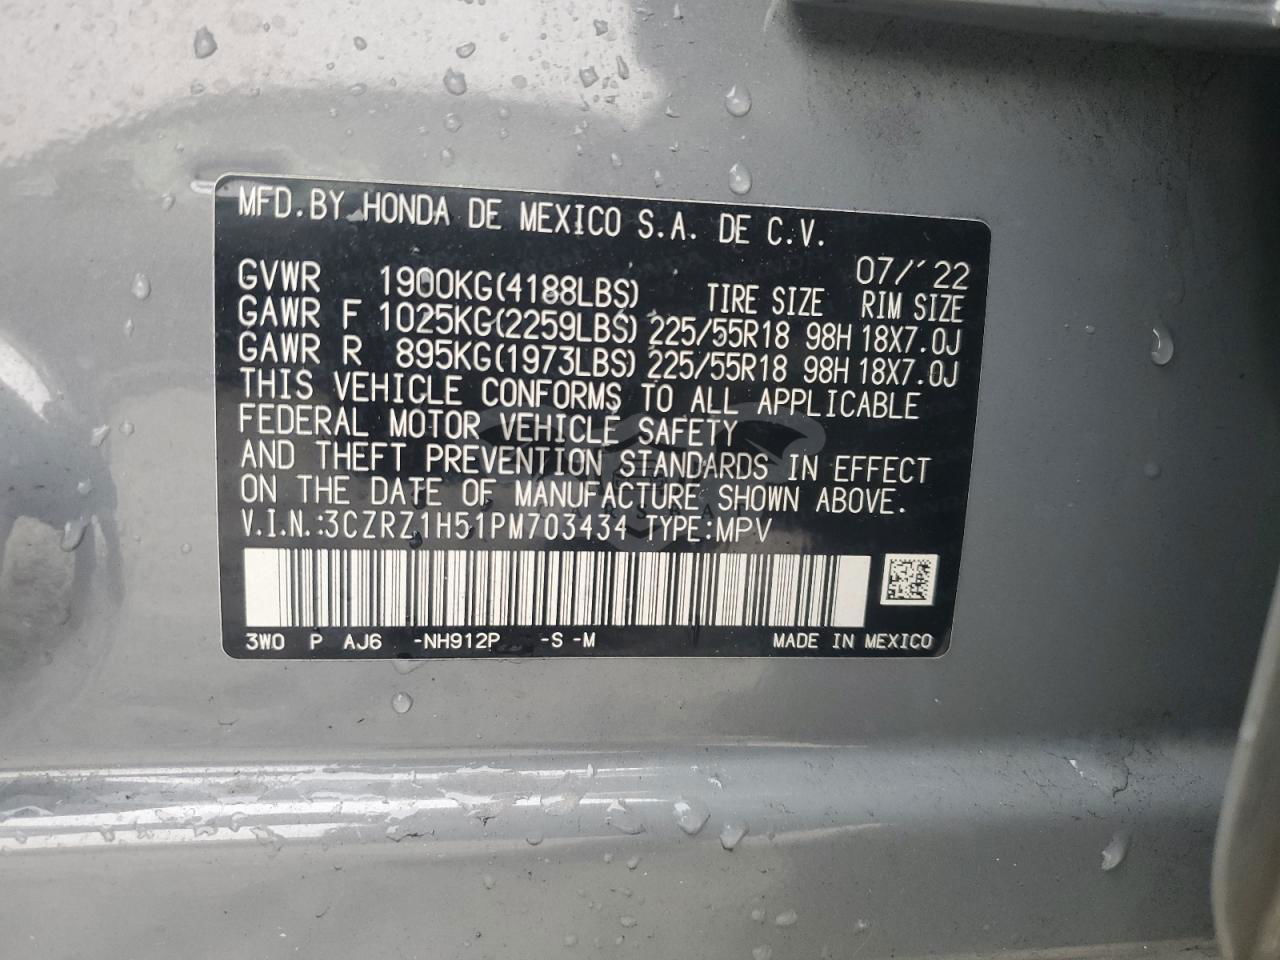 MFD.BY HONDA DE MEXICO S.A. DE C.V.
07/'22
GVWR 1900KG(4188LBS) TIRE SIZE RIM SIZE
GAWR F 1025KG(2259LBS) 225/55R18 98H 18X7.0J
GAWR R 895KG(1973LBS) 225/55R18 98H 18X7.0J
THIS VEHICLE CONFORMS TO ALL APPLICABLE
FEDERAL MOTOR VEHICLE SAFETY
AND THEFT PREVENTION STANDARDS IN EFFECT
ON THE DATE OF MANUFACTURE SHOWN ABOVE.
V.I.N.:3CZRZ1H51PM703434 TYPE:MPV
3WO P AJ6 -NH912P -S -M MADE IN MEXICO